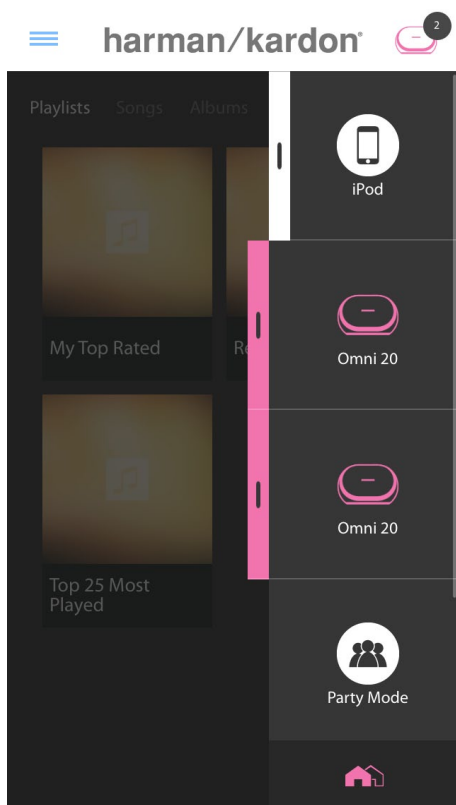 harman/kardon®
2
Playlists Songs Albums
iPod
My Top Rated
Omni 20
Omni 20
Top 25 Most
Played
Party Mode